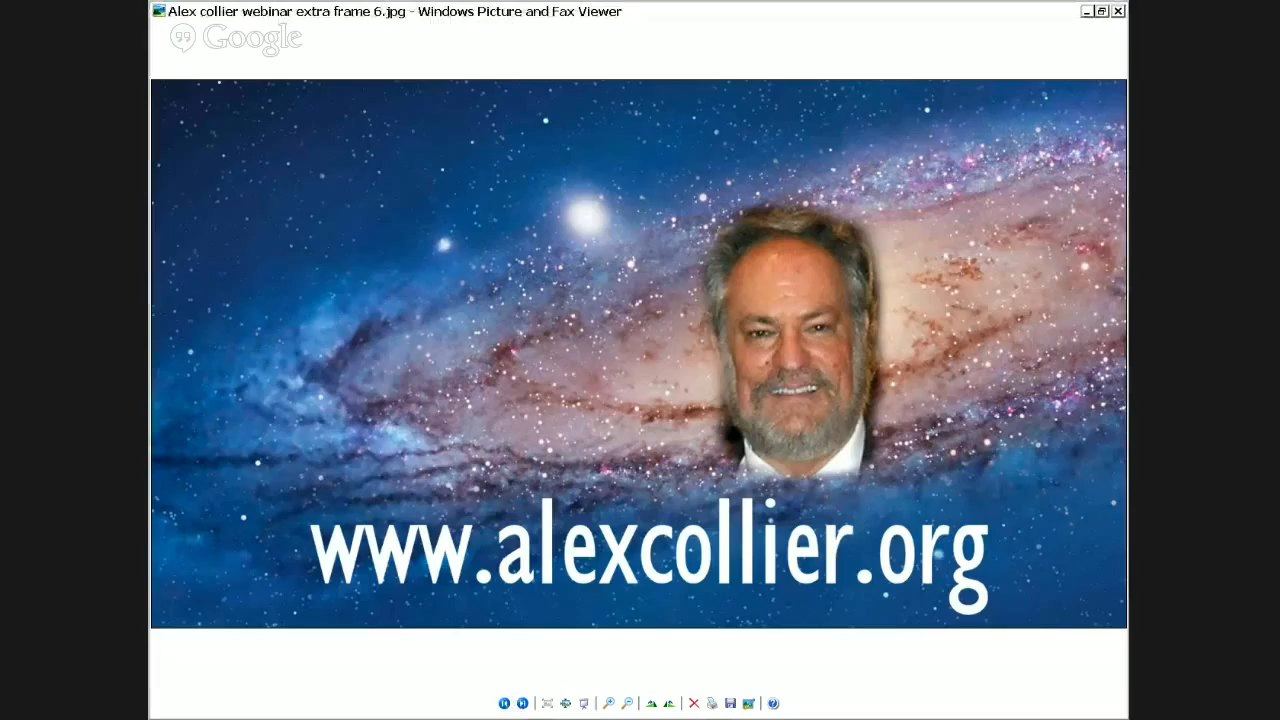 Alex collier webinar extra frame 6.jpg - Windows Picture and Fax Viewer
Google
www.alexcollier.org